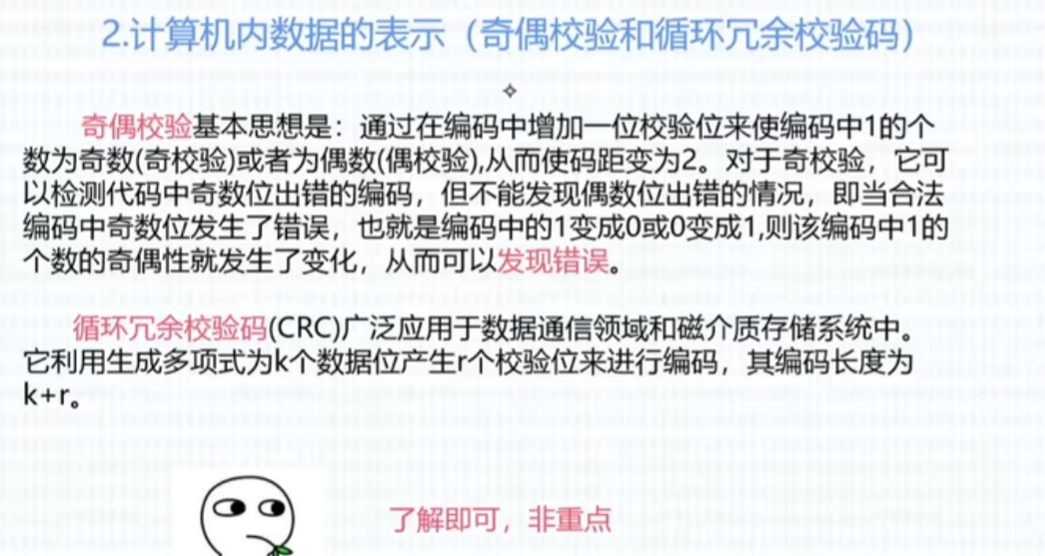 2.计算机内数据的表示（奇偶校验和循环冗余校验码）
奇偶校验基本思想是：通过在编码中增加一位校验位来使编码中1的个
数为奇数(奇校验)或者为偶数(偶校验),从而使码距变为2。对于奇校验，它可
以检测代码中奇数位出错的编码，但不能发现偶数位出错的情况，即当合法
编码中奇数位发生了错误，也就是编码中的1变成0或0变成1,则该编码中1的
个数的奇偶性就发生了变化，从而可以发现错误。
循环冗余校验码(CRC)广泛应用于数据通信领域和磁介质存储系统中。
它利用生成多项式为k个数据位产生r个校验位来进行编码，其编码长度为
k+r。
了解即可，非重点